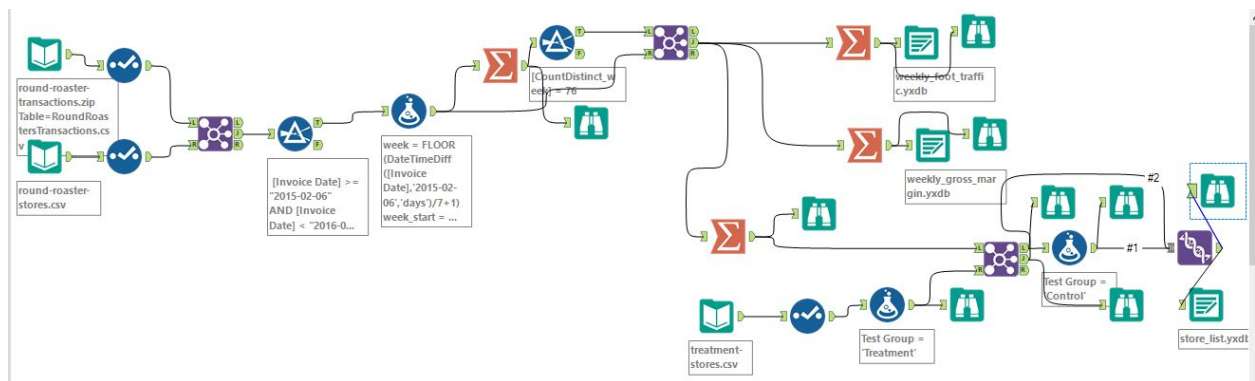 round-roaster-
transactions.zip
Table=RoundRoa
stersTransactions.cs
v
round-roaster-
stores.csv
[Invoice Date] >=
"2015-02-06"
AND [Invoice
Date] < "2016-0...
week = FLOOR
(DateTimeDiff
([Invoice
Date],'2015-02-
06','days')/7+1)
week_start = ...
[CountDistinct_w
eek] = 76
weekly_foot_traffi
c.yxdb
weekly_gross_mar
gin.yxdb
#2
#1
Test Group =
'Control'
treatment-
stores.csv
Test Group =
'Treatment'
store_list.yxdb